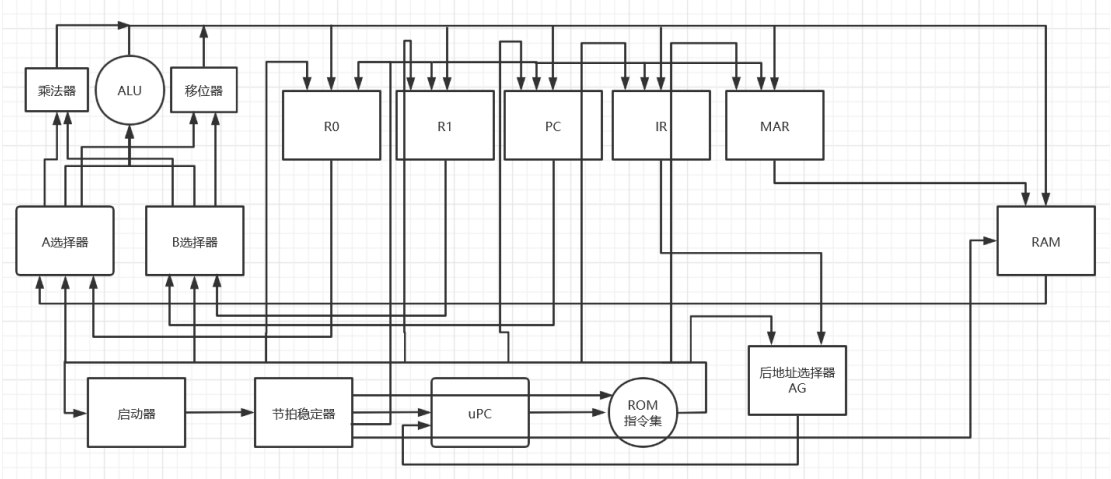 乘法器
ALU
移位器
R0
R1
PC
IR
MAR
A选择器
B选择器
RAM
启动器
节拍稳定器
uPC
ROM
指令集
后地址选择器
AG